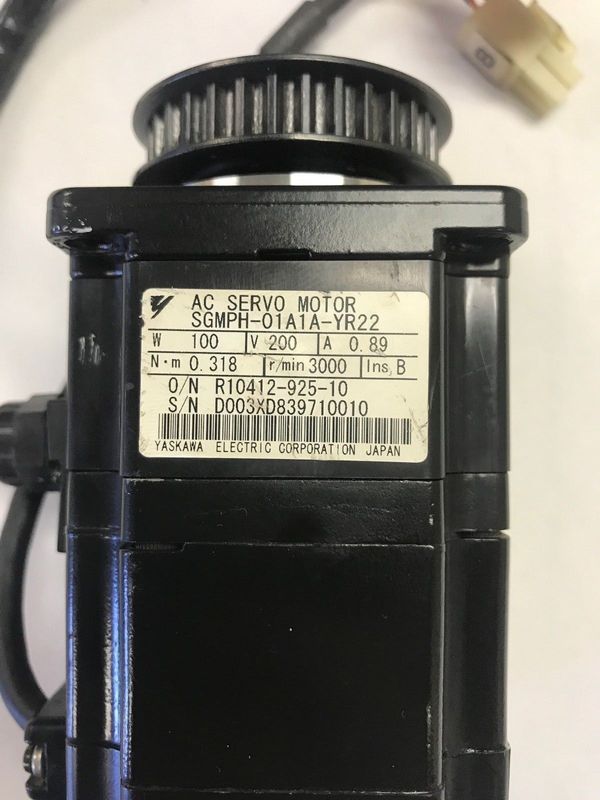 8
AC SERVO MOTOR
SGMPH-01A1A-YR22
W 100 V 200 A 0.89
N·m 0.318 r/min 3000 Ins. B
O/N R10412-925-10
S/N D003XD839710010
YASKAWA ELECTRIC CORPORATION JAPAN